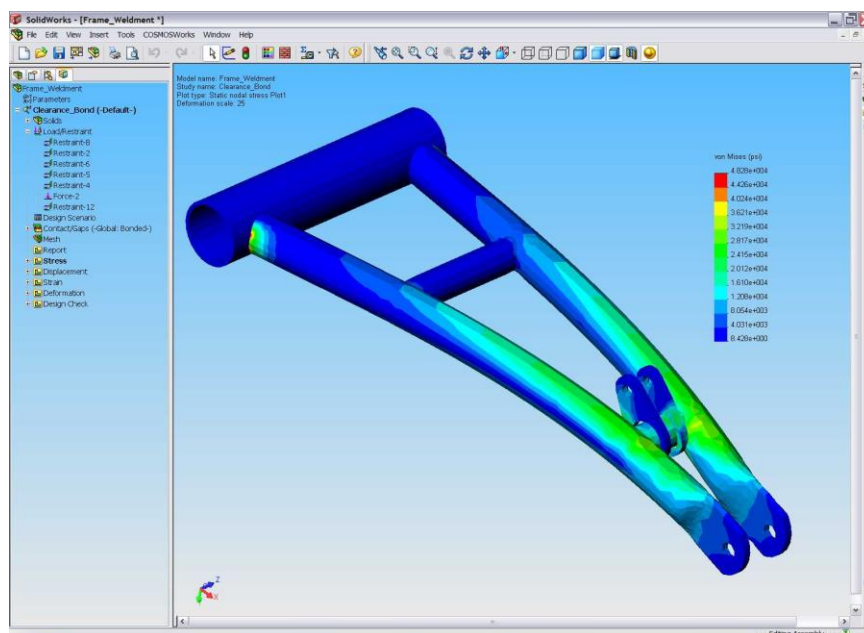 SolidWorks - [Frame_Weldment *]
File Edit View Insert Tools COSMOSWorks Window Help
Frame_Weldment
Parameters
Clearance_Bond (-Default-)
Solids
Load/Restraint
Restraint-8
Restraint-2
Restraint-6
Restraint-5
Restraint-4
Force-2
Restraint-12
Design Scenario
Contact/Gaps (-Global: Bonded-)
Mesh
Report
Stress
Displacement
Strain
Deformation
Design Check
Model name: Frame_Weldment
Study name: Clearance_Bond
Plot type: Static nodal stress Plot1
Deformation scale: 25
von Mises (psi)
4.828e+004
4.426e+004
4.024e+004
3.621e+004
3.219e+004
2.817e+004
2.415e+004
2.012e+004
1.610e+004
1.208e+004
8.054e+003
4.031e+003
8.428e+000
Z
X
Editing Assembly